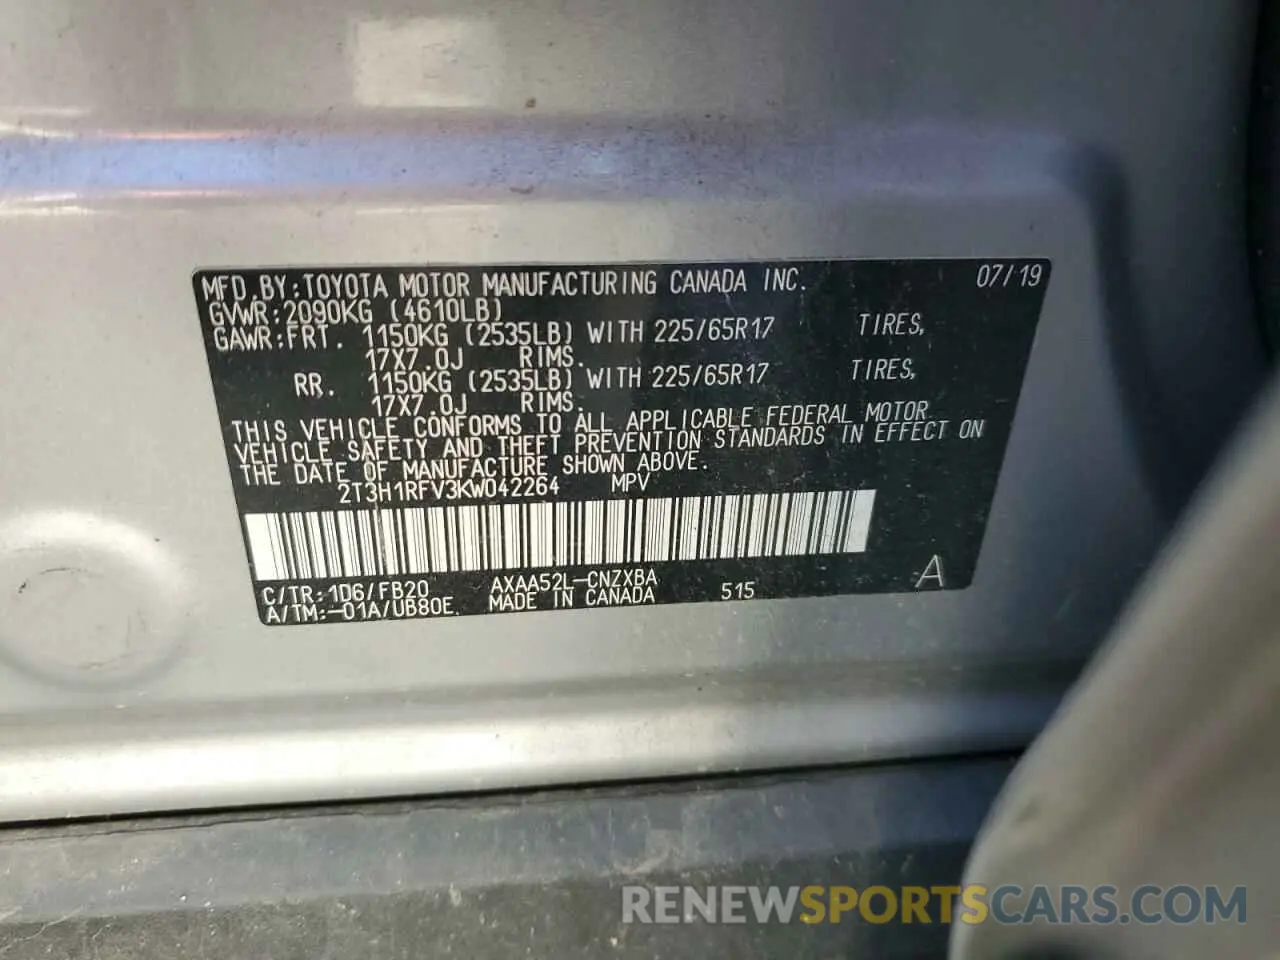 MFD.BY:TOYOTA MOTOR MANUFACTURING CANADA INC. 07/19
GVWR:2090KG (4610LB)
GAWR:FRT. 1150KG (2535LB) WITH 225/65R17 TIRES,
17X7.0J RIMS.
RR. 1150KG (2535LB) WITH 225/65R17 TIRES,
17X7.0J RIMS.
THIS VEHICLE CONFORMS TO ALL APPLICABLE FEDERAL MOTOR
VEHICLE SAFETY AND THEFT PREVENTION STANDARDS IN EFFECT ON
THE DATE OF MANUFACTURE SHOWN ABOVE.
2T3H1RFV3KW042264 MPV
C/TR:1D6/FB20 AXAA52L-CNZXBA A
A/TM:-01A/UB80E MADE IN CANADA 515
RENEWSPORTSCARS.COM